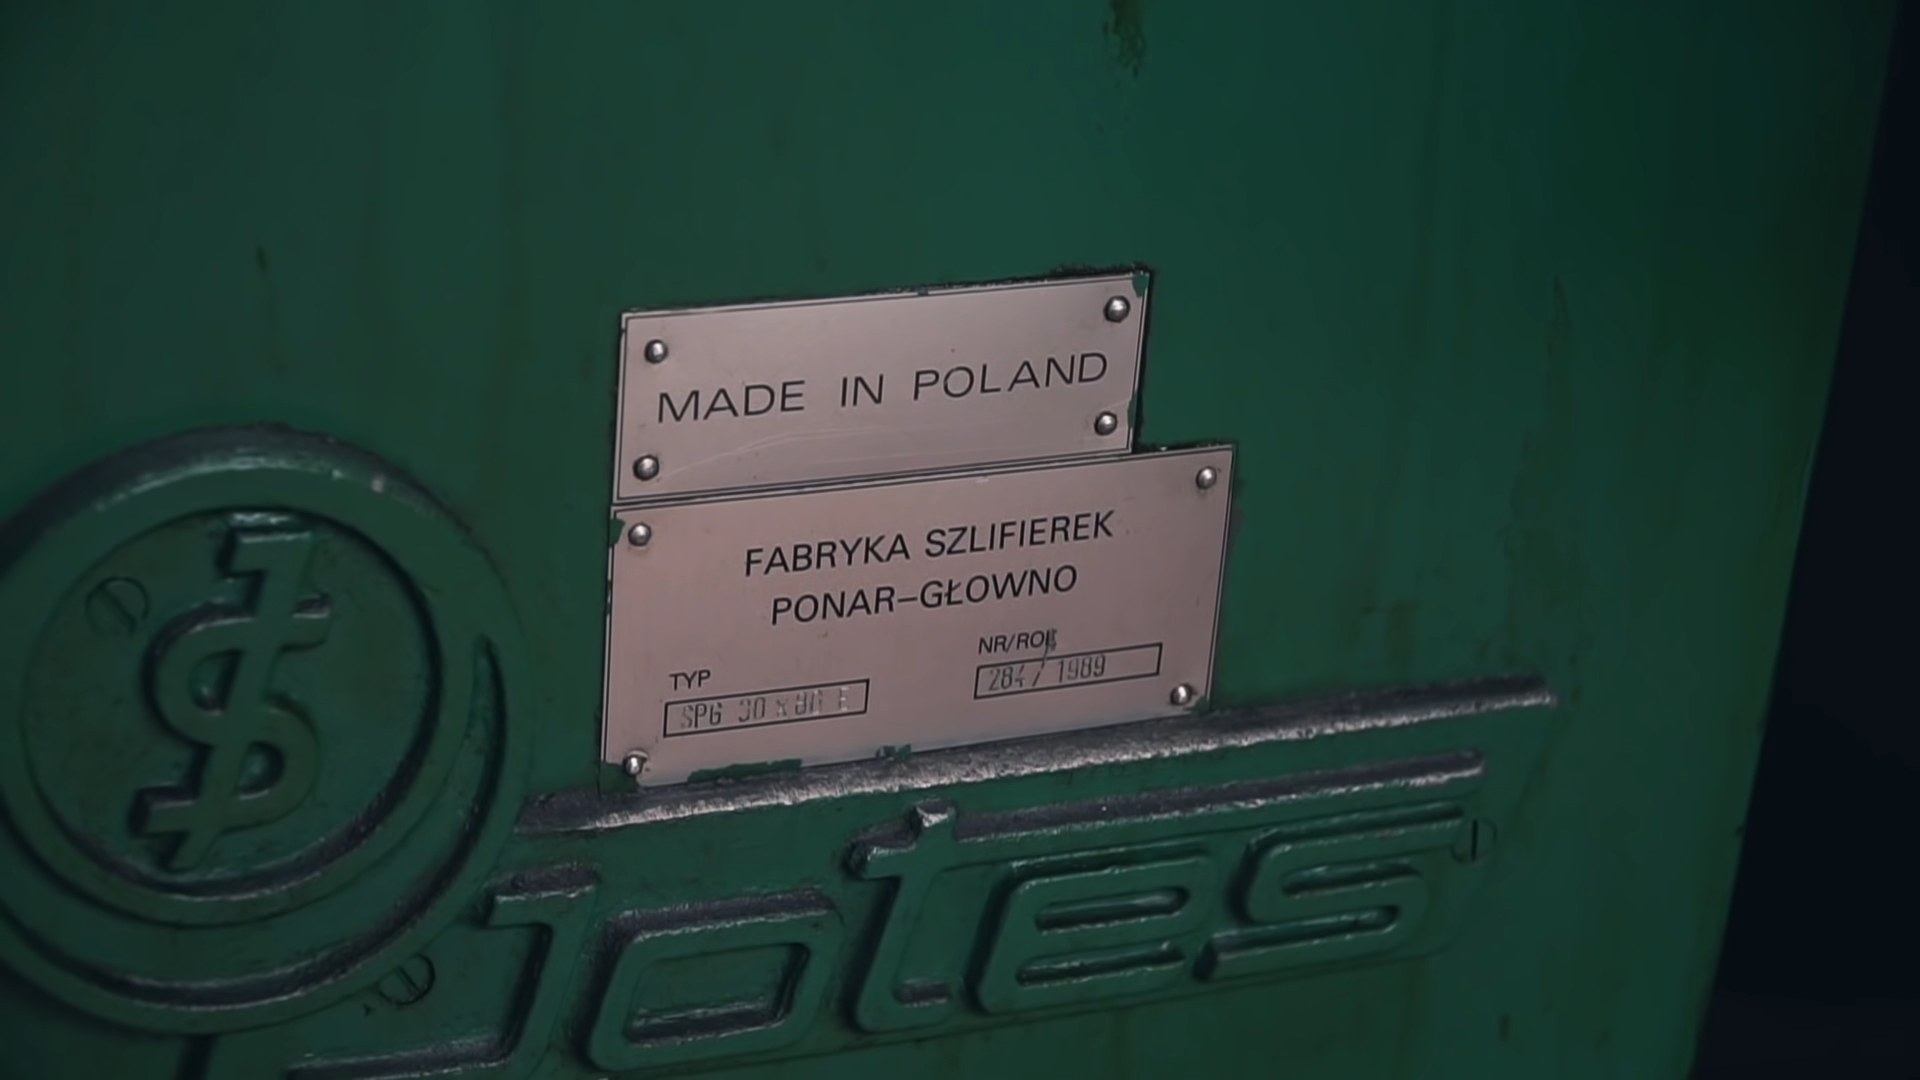 MADE IN POLAND
FABRYKA SZLIFIEREK
PONAR-GŁOWNO
NR/ROK
TYP
SPG 30 x 80 E
284 / 1989
jotes